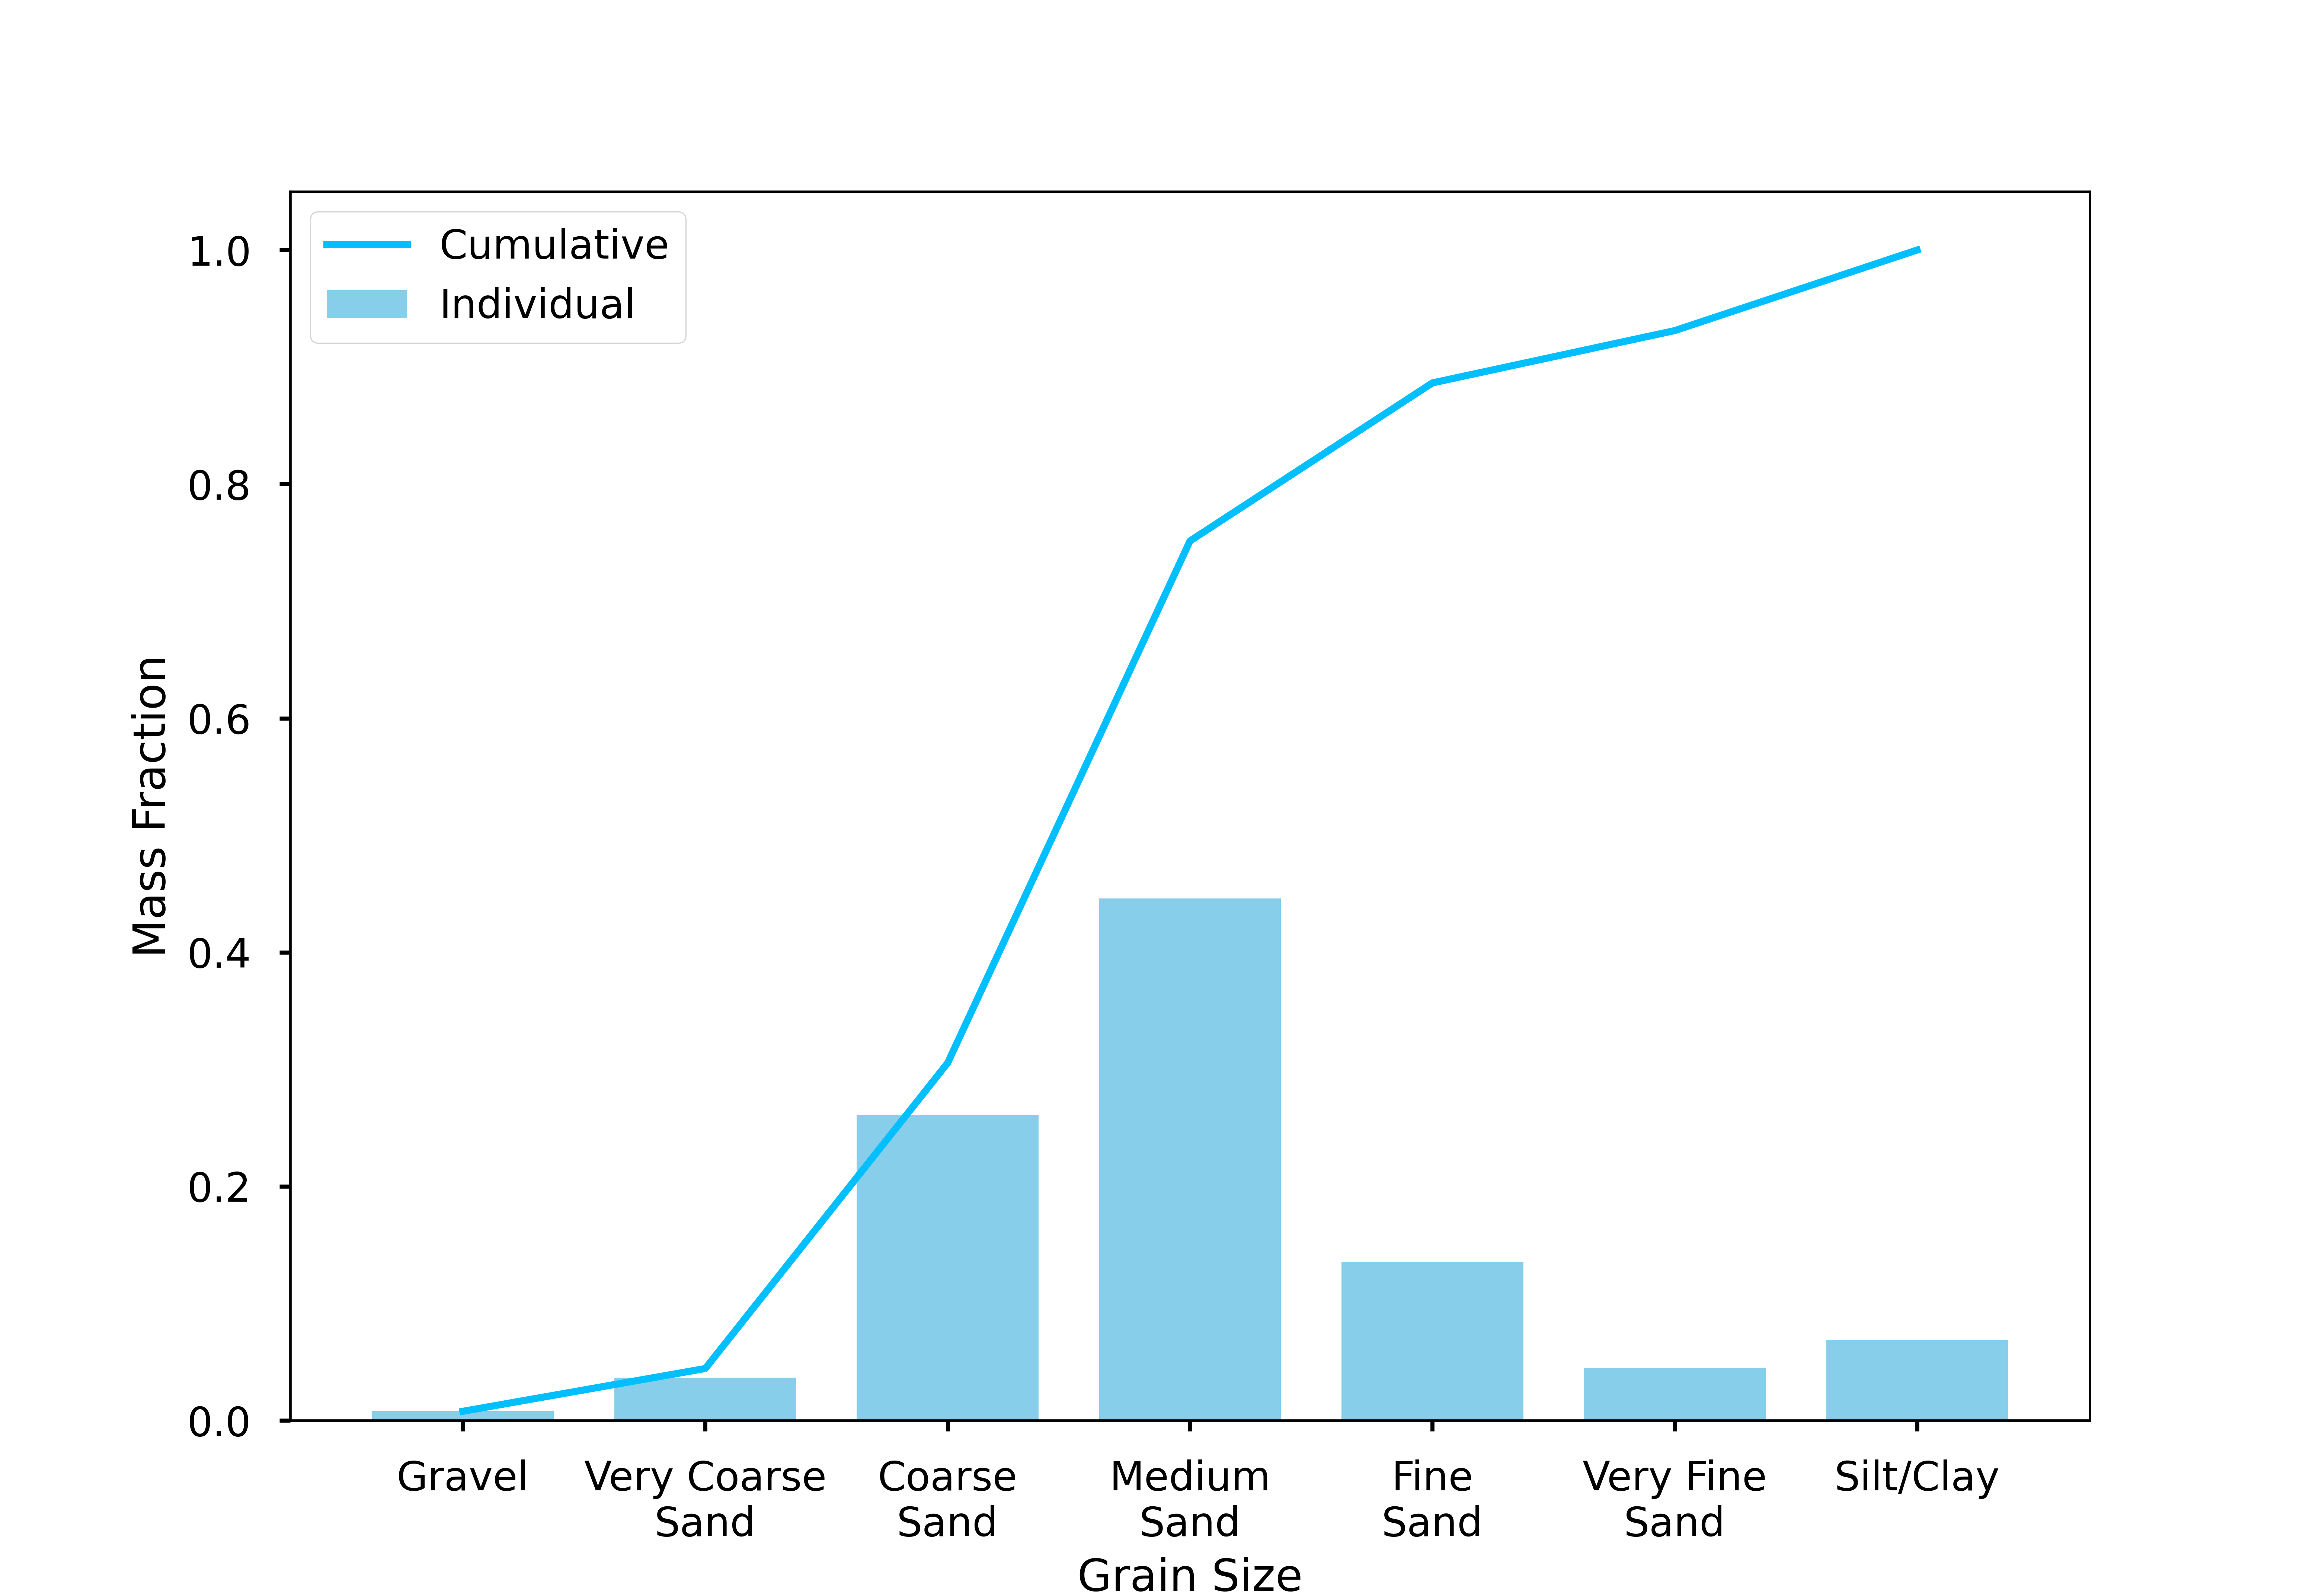 Cumulative
Individual
1.0
0.8
0.6
0.4
0.2
0.0
Mass Fraction
Gravel
Very Coarse
Sand
Coarse
Sand
Medium
Sand
Fine
Sand
Very Fine
Sand
Silt/Clay
Grain Size